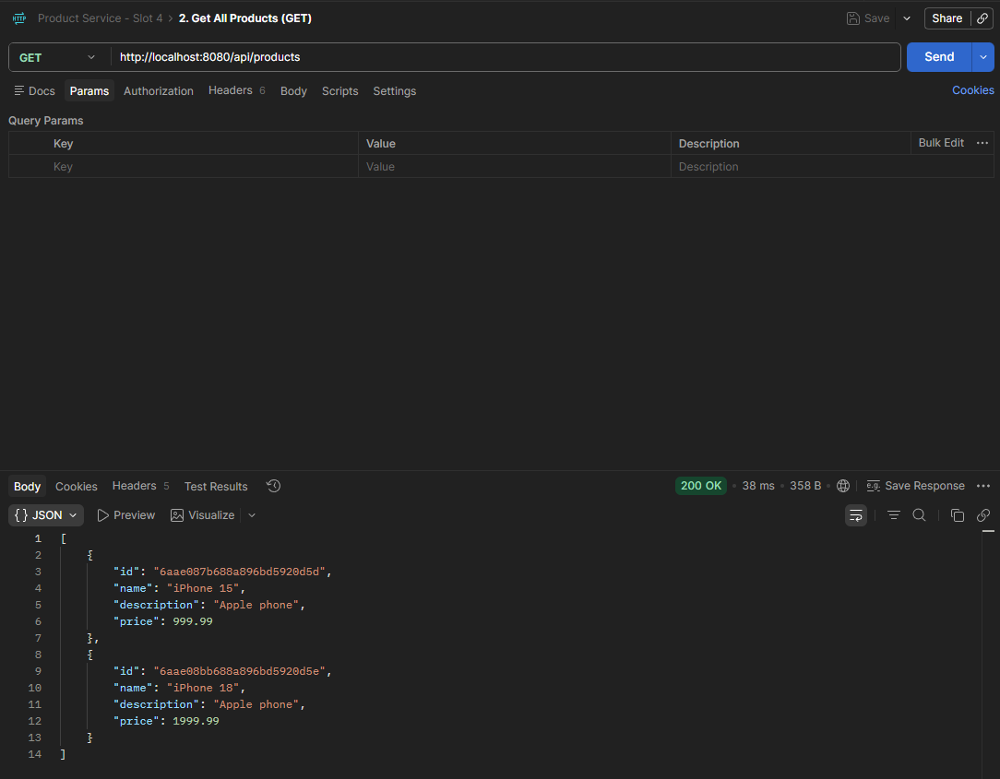 HTTP Product Service - Slot 4 › 2. Get All Products (GET) Save Share
GET http://localhost:8080/api/products Send
Docs Params Authorization Headers 6 Body Scripts Settings Cookies
Query Params
Key Value Description Bulk Edit ...
Key Value Description
Body Cookies Headers 5 Test Results 200 OK • 38 ms • 358 B • e.g. Save Response ...
{} JSON Preview Visualize
1 [
2 {
3 "id": "6aae087b688a896bd5920d5d",
4 "name": "iPhone 15",
5 "description": "Apple phone",
6 "price": 999.99
7 },
8 {
9 "id": "6aae08bb688a896bd5920d5e",
10 "name": "iPhone 18",
11 "description": "Apple phone",
12 "price": 1999.99
13 }
14 ]